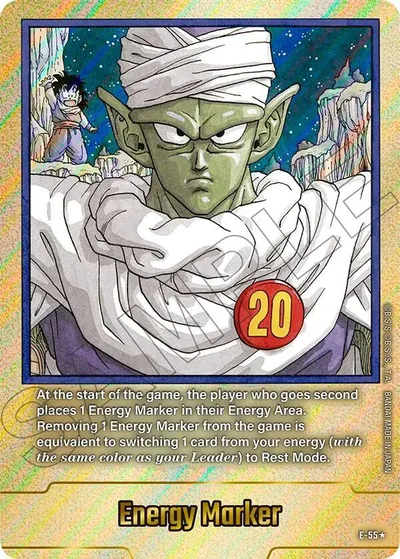 20
SAMPLE
At the start of the game, the player who goes second
places 1 Energy Marker in their Energy Area.
Removing 1 Energy Marker from the game is
equivalent to switching 1 card from your energy (with
the same color as your Leader) to Rest Mode.
Energy Marker
E-55★
BANDAI MADE IN JAPAN